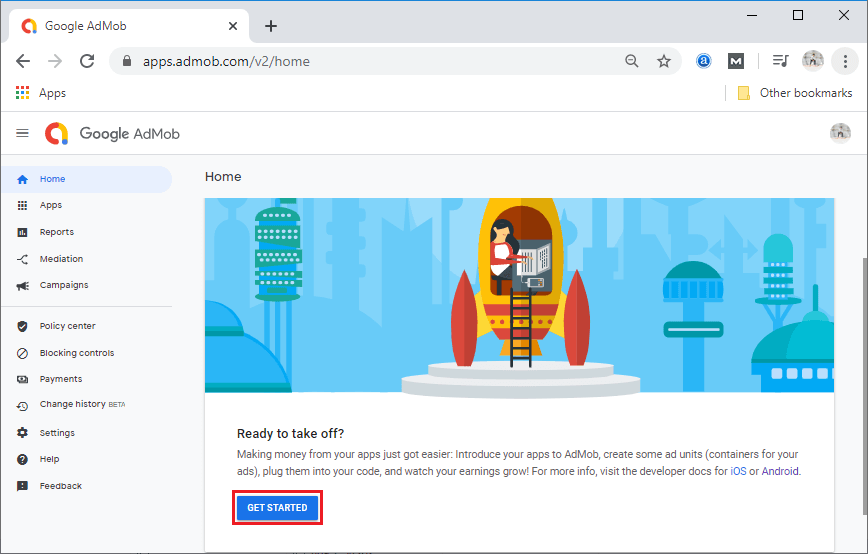 Google AdMob
apps.admob.com/v2/home
Apps
Other bookmarks
Google AdMob
Home
Apps
Reports
Mediation
Campaigns
Policy center
Blocking controls
Payments
Change history BETA
Settings
Help
Feedback
Home
Ready to take off?
Making money from your apps just got easier: Introduce your apps to AdMob, create some ad units (containers for your
ads), plug them into your code, and watch your earnings grow! For more info, visit the developer docs for iOS or Android.
GET STARTED